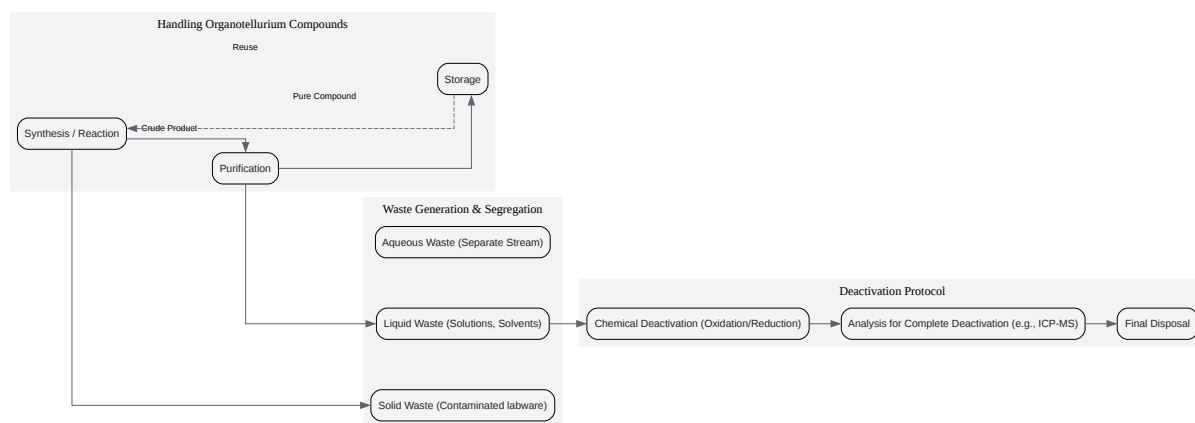 Handling Organotellurium Compounds
Reuse
Storage
Pure Compound
Crude Product
Synthesis / Reaction
Purification
Waste Generation & Segregation
Aqueous Waste (Separate Stream)
Deactivation Protocol
Liquid Waste (Solutions, Solvents)
Chemical Deactivation (Oxidation/Reduction)
Analysis for Complete Deactivation (e.g., ICP-MS)
Final Disposal
Solid Waste (Contaminated labware)